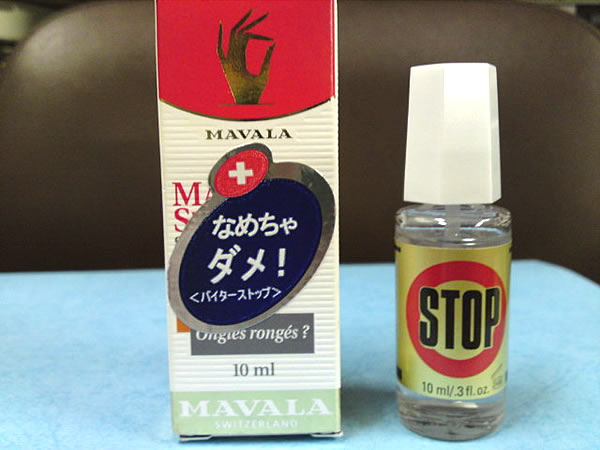 MAVALA
なめちゃ
ダメ!
<バイターストップ>
Ongles rongés ?
10 ml
MAVALA
SWITZERLAND
STOP
10 ml/.3 fl.oz.